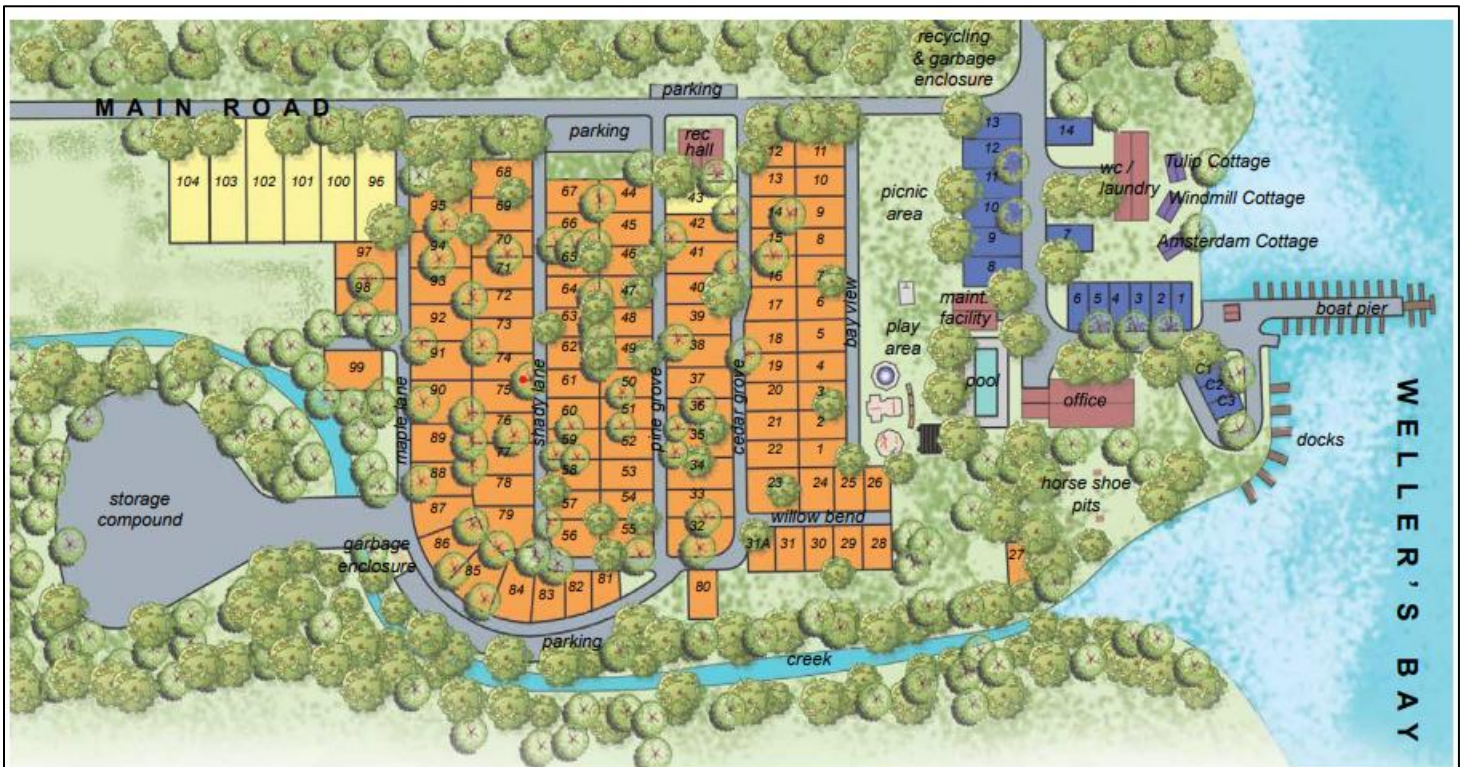 recycling
& garbage
enclosure
parking
MAIN ROAD
parking
rec
hall
picnic
area
wc /
laundry
Tulip Cottage
Windmill Cottage
Amsterdam Cottage
maint.
facility
play
area
pool
office
boat pier
docks
horse shoe
pits
WELLER'S BAY
storage
compound
garbage
enclosure
maple lane
shady lane
pine grove
cedar grove
bay view
willow bend
parking
creek
104
103
102
101
100
96
97
98
99
95
94
93
92
91
90
89
88
87
86
85
84
83
82
81
80
68
69
70
71
72
73
74
75
76
77
78
79
67
66
65
64
63
62
61
60
59
58
57
56
44
45
46
47
48
49
50
51
52
53
54
55
43
42
41
40
39
38
37
36
35
34
33
32
12
13
14
15
16
17
18
19
20
21
22
23
11
10
9
8
7
6
5
4
3
2
1
24
25
26
31A
31
30
29
28
27
13
12
11
10
9
8
14
7
6
5
4
3
2
1
C1
C2
C3